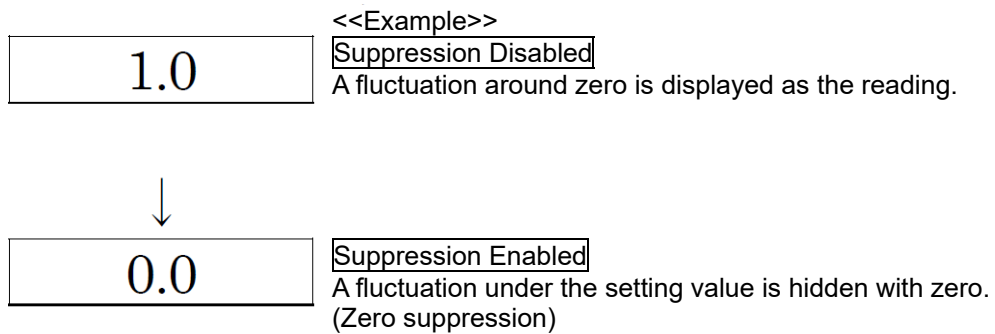 <<Example>>
Suppression Disabled
1.0
A fluctuation around zero is displayed as the reading.
↓
Suppression Enabled
0.0
A fluctuation under the setting value is hidden with zero.
(Zero suppression)